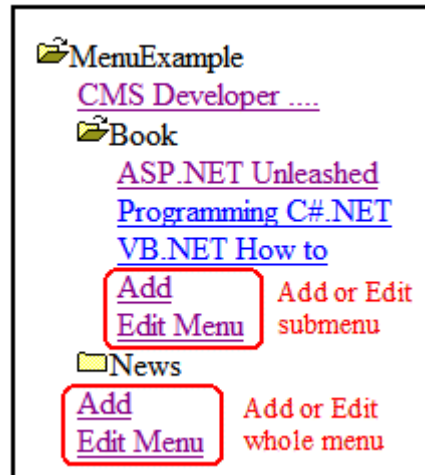 MenuExample
CMS Developer ....
Book
ASP.NET Unleashed
Programming C#.NET
VB.NET How to
Add
Edit Menu
Add or Edit
submenu
News
Add
Edit Menu
Add or Edit
whole menu